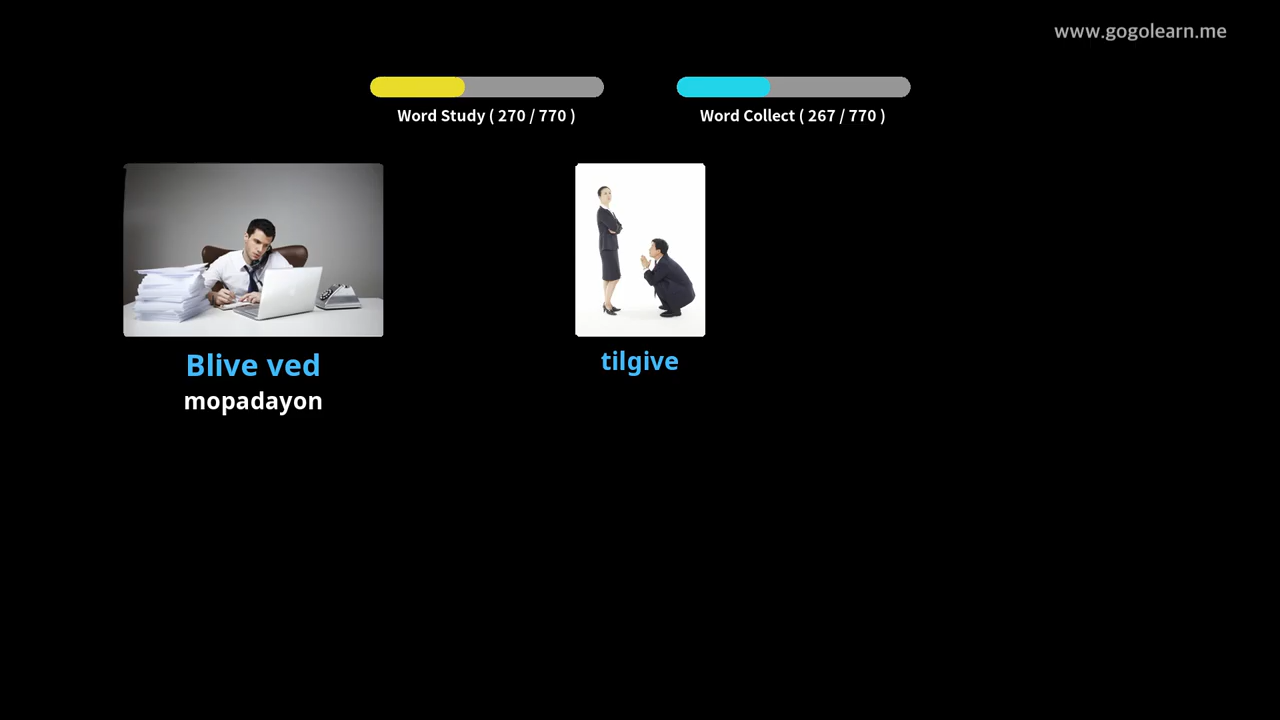 www.gogolearn.me
Word Study ( 270 / 770 )
Word Collect ( 267 / 770 )
Blive ved
mopadayon
tilgive